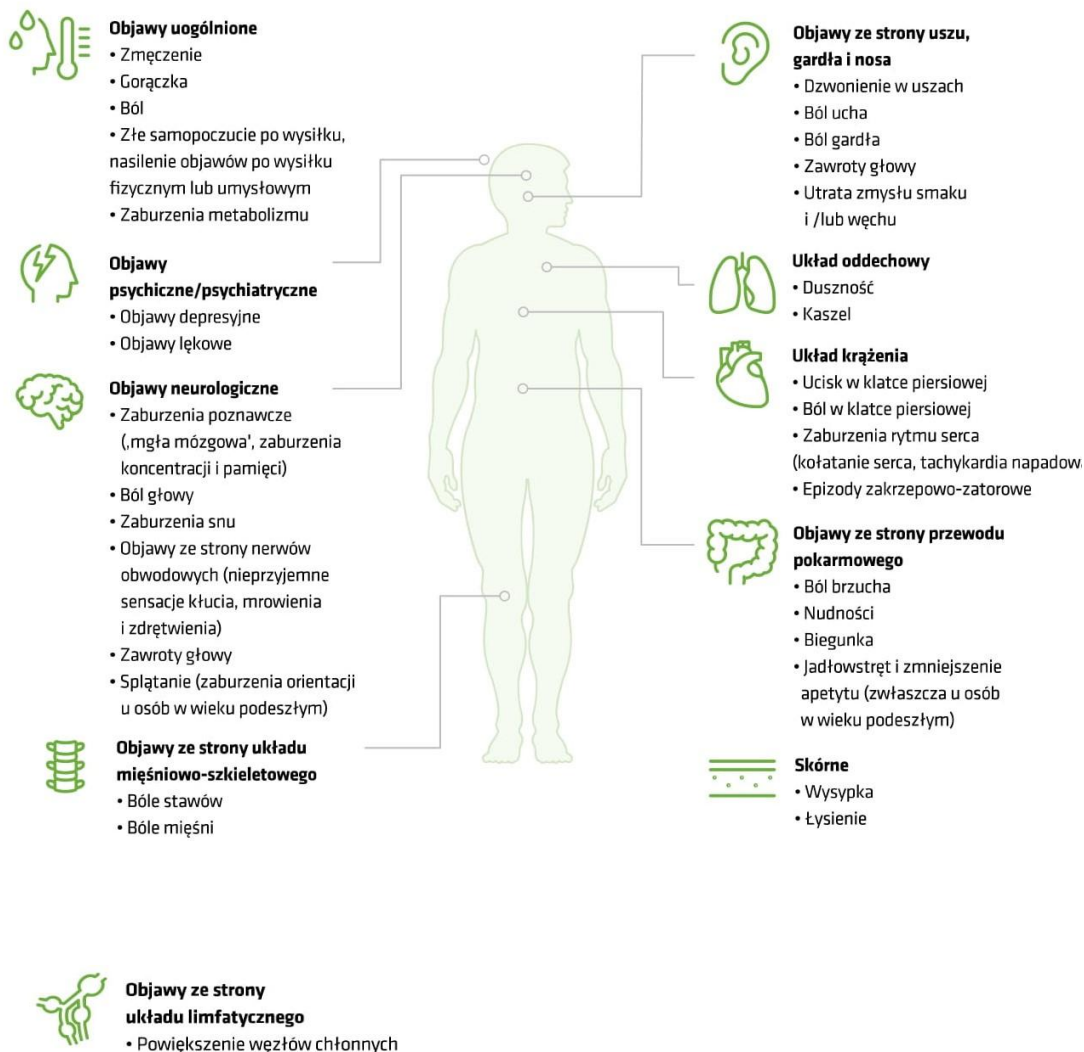 Objawy uogólnione
• Zmęczenie
• Gorączka
• Ból
• Złe samopoczucie po wysiłku,
nasilenie objawów po wysiłku
fizycznym lub umysłowym
• Zaburzenia metabolizmu
Objawy
psychiczne/psychiatryczne
• Objawy depresyjne
• Objawy lękowe
Objawy neurologiczne
• Zaburzenia poznawcze
(‚mgła mózgowa', zaburzenia
koncentracji i pamięci)
• Ból głowy
• Zaburzenia snu
• Objawy ze strony nerwów
obwodowych (nieprzyjemne
sensacje kłucia, mrowienia
i zdrętwienia)
• Zawroty głowy
• Splątanie (zaburzenia orientacji
u osób w wieku podeszłym)
Objawy ze strony układu
mięśniowo-szkieletowego
• Bóle stawów
• Bóle mięśni
Objawy ze strony uszu,
gardła i nosa
• Dzwonienie w uszach
• Ból ucha
• Ból gardła
• Zawroty głowy
• Utrata zmysłu smaku
i /lub węchu
Układ oddechowy
• Duszność
• Kaszel
Układ krążenia
• Ucisk w klatce piersiowej
• Ból w klatce piersiowej
• Zaburzenia rytmu serca
(kołatanie serca, tachykardia napadowa
• Epizody zakrzepowo-zatorowe
Objawy ze strony przewodu
pokarmowego
• Ból brzucha
• Nudności
• Biegunka
• Jadłowstręt i zmniejszenie
apetytu (zwłaszcza u osób
w wieku podeszłym)
Skórne
• Wysypka
• Łysienie
Objawy ze strony
układu limfatycznego
• Powiększenie węzłów chłonnych